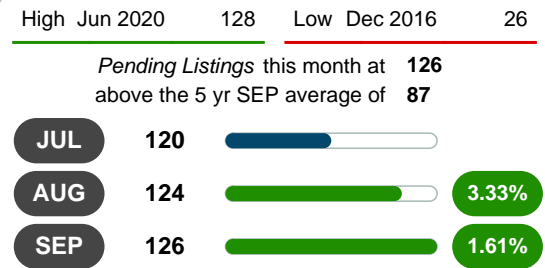 High Jun 2020 128 Low Dec 2016 26
Pending Listings this month at 126
above the 5 yr SEP average of 87
JUL 120
AUG 124 3.33%
SEP 126 1.61%